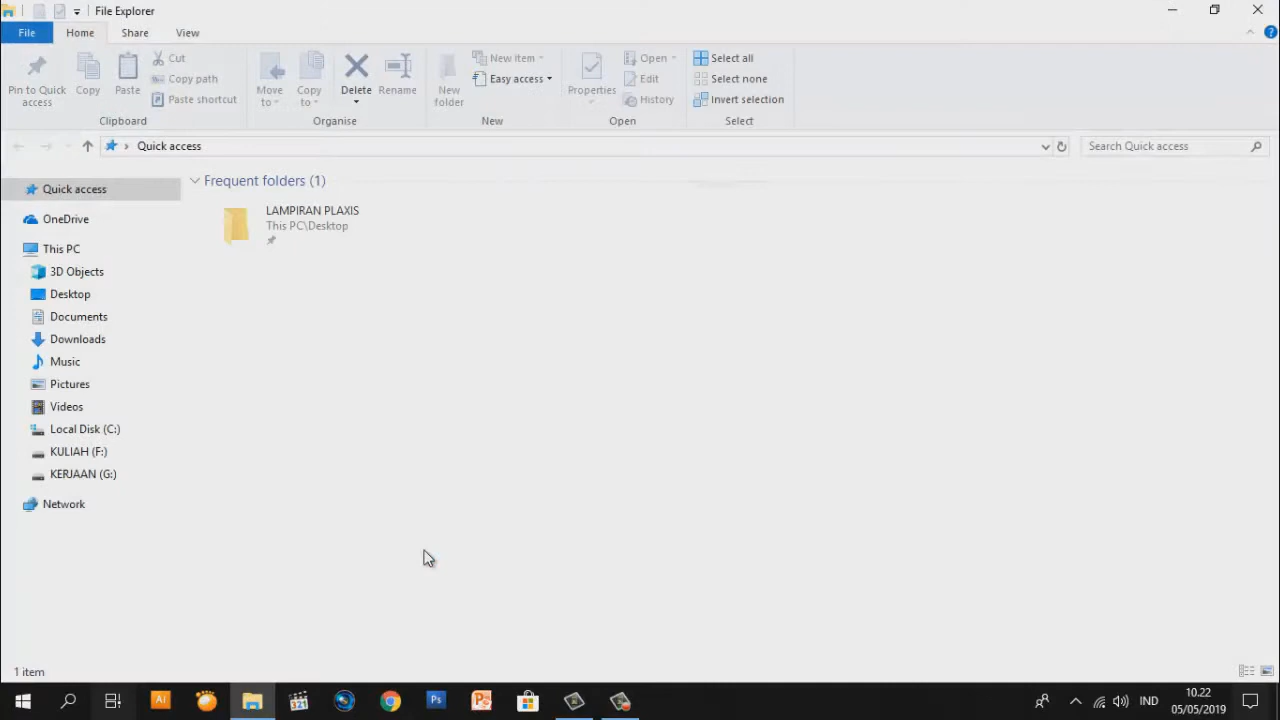 File Explorer
File Home Share View
Pin to Quick access
Copy
Paste
Cut
Copy path
Paste shortcut
Clipboard
Move to
Copy to
Delete
Rename
Organise
New folder
New item
Easy access
New
Properties
Open
Edit
History
Open
Select all
Select none
Invert selection
Select
Quick access
Search Quick access
Quick access
OneDrive
This PC
3D Objects
Desktop
Documents
Downloads
Music
Pictures
Videos
Local Disk (C:)
KULIAH (F:)
KERJAAN (G:)
Network
Frequent folders (1)
LAMPIRAN PLAXIS
This PC\Desktop
1 item
Ai
321
Ps
IND
10.22
05/05/2019